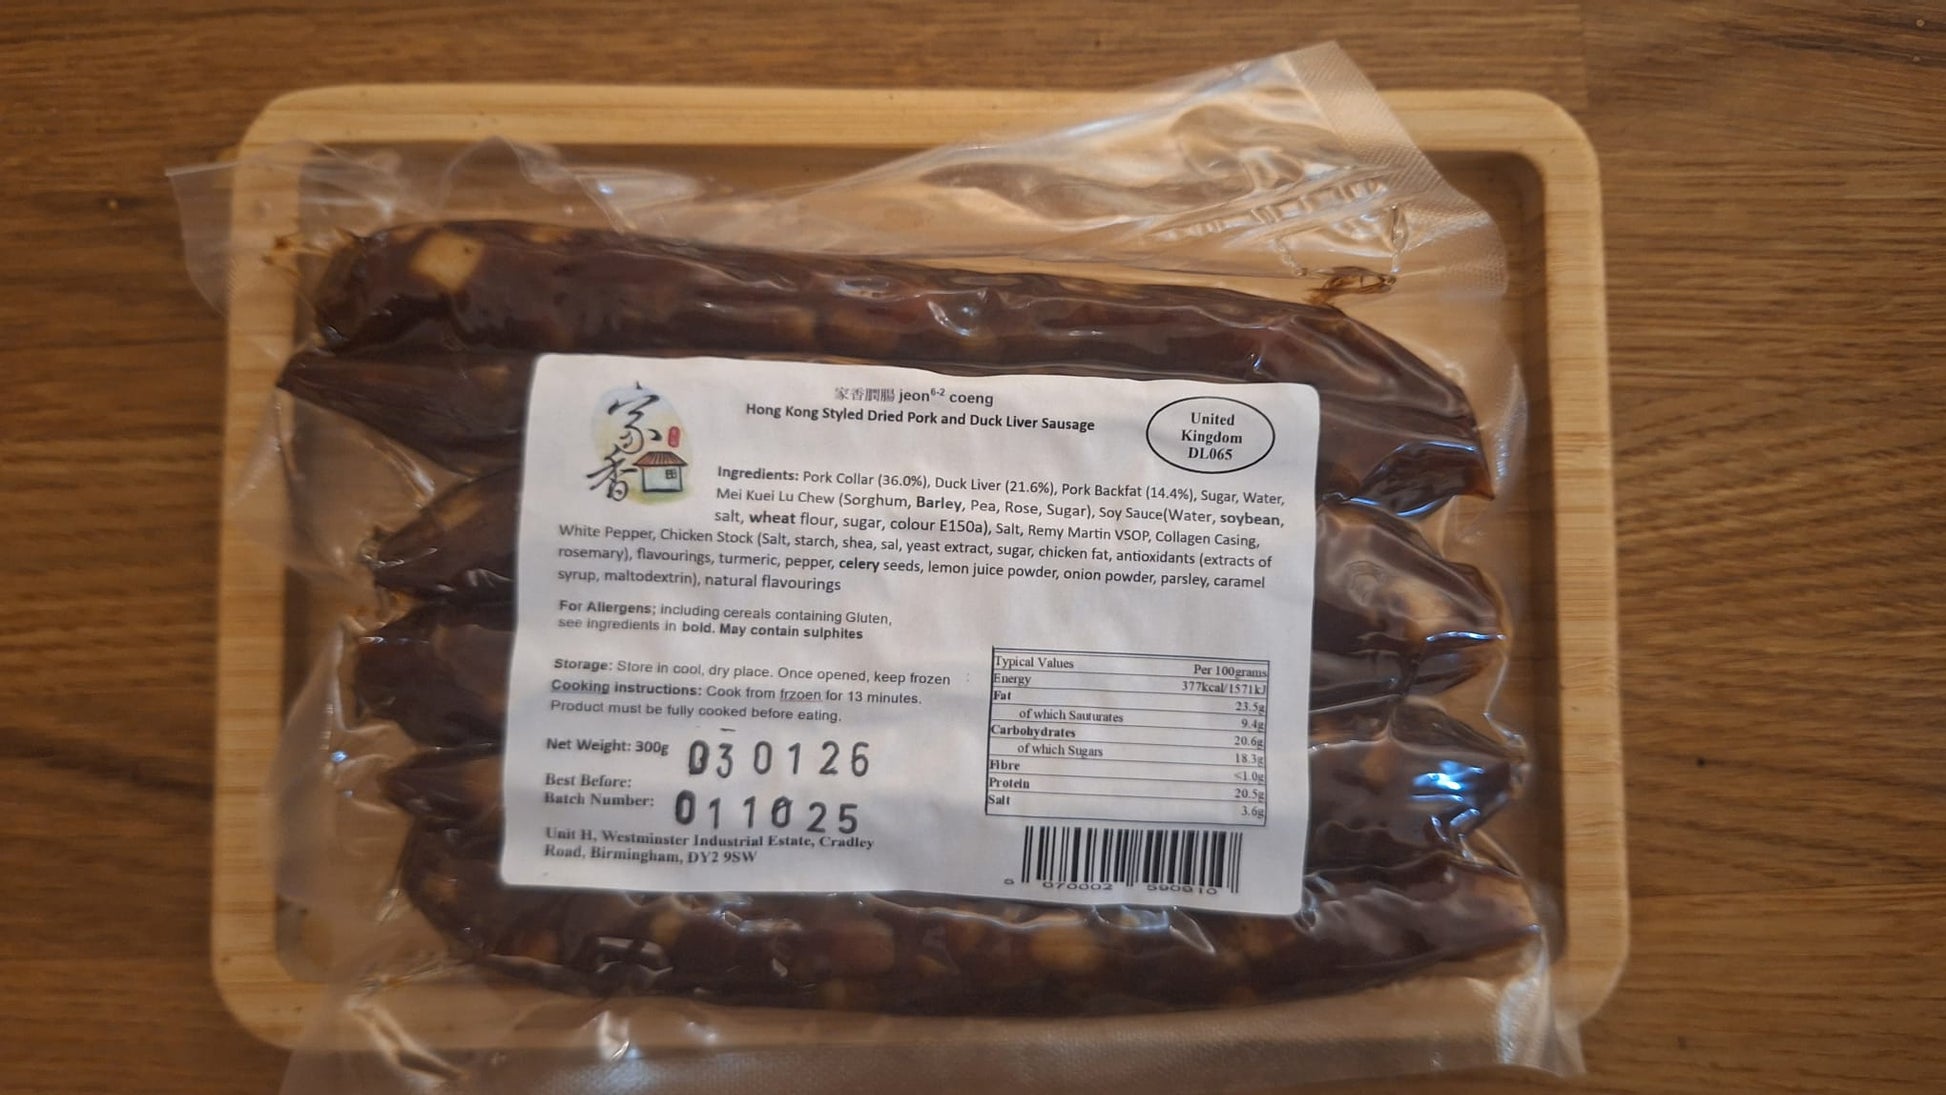 家香
家香膶腸 jeon6-2 coeng
Hong Kong Styled Dried Pork and Duck Liver Sausage
United
Kingdom
DL065
Ingredients: Pork Collar (36.0%), Duck Liver (21.6%), Pork Backfat (14.4%), Sugar, Water,
Mei Kuei Lu Chew (Sorghum, Barley, Pea, Rose, Sugar), Soy Sauce(Water, soybean,
salt, wheat flour, sugar, colour E150a), Salt, Remy Martin VSOP, Collagen Casing,
White Pepper, Chicken Stock (Salt, starch, shea, sal, yeast extract, sugar, chicken fat, antioxidants (extracts of
rosemary), flavourings, turmeric, pepper, celery seeds, lemon juice powder, onion powder, parsley, caramel
syrup, maltodextrin), natural flavourings
For Allergens; including cereals containing Gluten,
see ingredients in bold. May contain sulphites
Storage: Store in cool, dry place. Once opened, keep frozen
Cooking instructions: Cook from frzoen for 13 minutes.
Product must be fully cooked before eating.
Net Weight: 300g
030126
Best Before:
Batch Number:
011025
Unit H, Westminster Industrial Estate, Cradley
Road, Birmingham, DY2 9SW
Typical Values Per 100grams
Energy 377kcal/1571kJ
Fat 23.5g
of which Sauturates 9.4g
Carbohydrates 20.6g
of which Sugars 18.3g
Fibre <1.0g
Protein 20.5g
Salt 3.6g
070002 590910